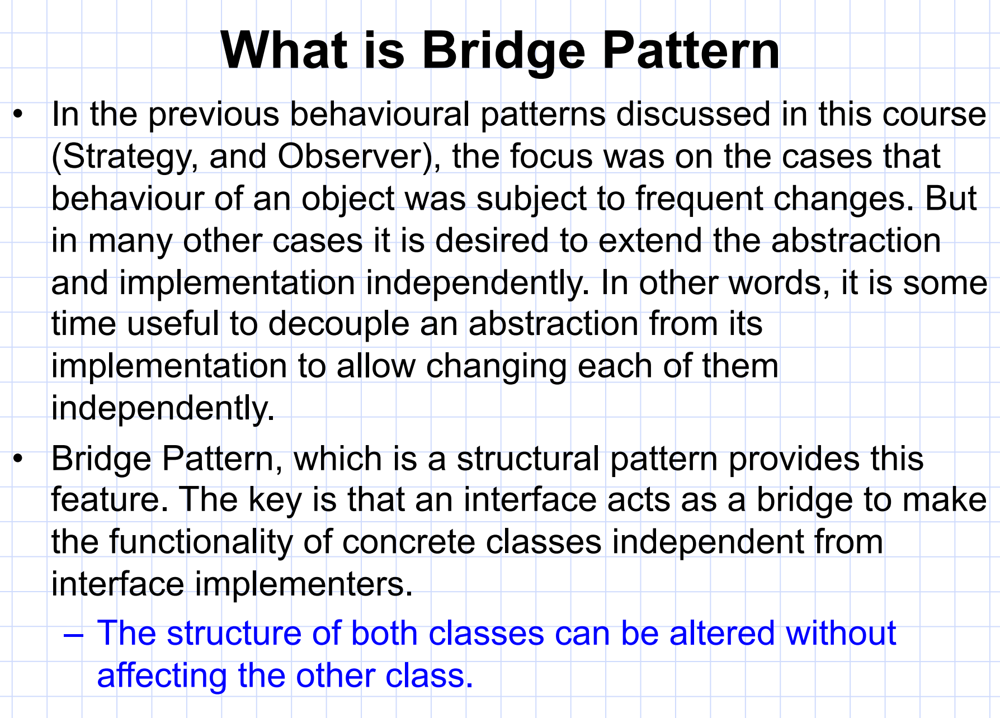 What is Bridge Pattern
• In the previous behavioural patterns discussed in this course
(Strategy, and Observer), the focus was on the cases that
behaviour of an object was subject to frequent changes. But
in many other cases it is desired to extend the abstraction
and implementation independently. In other words, it is some
time useful to decouple an abstraction from its
implementation to allow changing each of them
independently.
• Bridge Pattern, which is a structural pattern provides this
feature. The key is that an interface acts as a bridge to make
the functionality of concrete classes independent from
interface implementers.
– The structure of both classes can be altered without
affecting the other class.